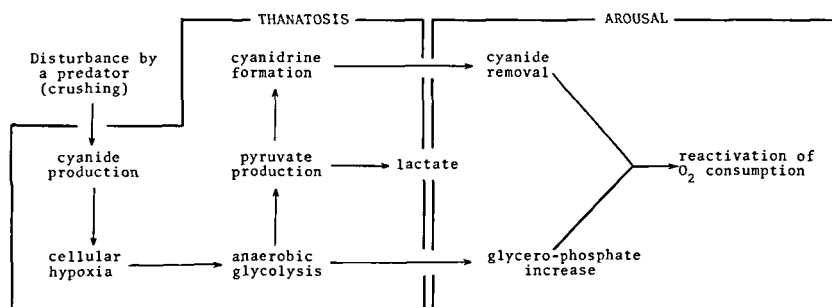 THANATOSIS
AROUSAL
Disturbance by
a predator
(crushing)
cyanide
production
cellular
hypoxia
cyanidrine
formation
pyruvate
production
anaerobic
glycolysis
lactate
cyanide
removal
glycero-phosphate
increase
reactivation of
O2 consumption